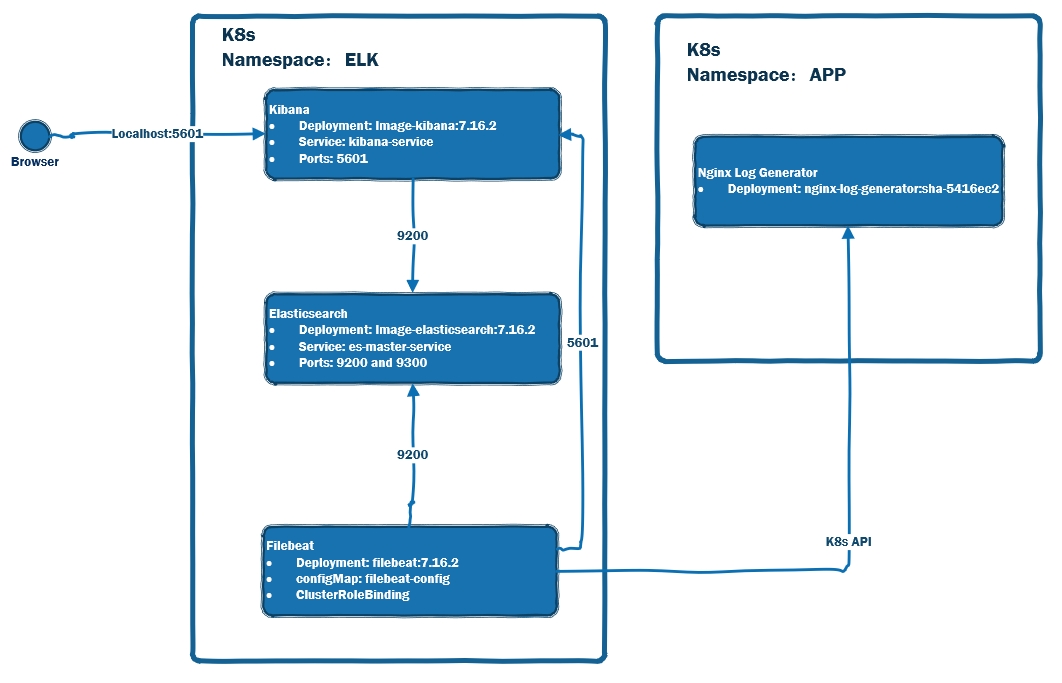 K8s
Namespace： ELK
Kibana
• Deployment: Image-kibana:7.16.2
• Service: kibana-service
• Ports: 5601
Browser
Localhost:5601
9200
Elasticsearch
• Deployment: Image-elasticsearch:7.16.2
• Service: es-master-service
• Ports: 9200 and 9300
5601
9200
Filebeat
• Deployment: filebeat:7.16.2
• configMap: filebeat-config
• ClusterRoleBinding
K8s
Namespace： APP
Nginx Log Generator
• Deployment: nginx-log-generator:sha-5416ec2
K8s API